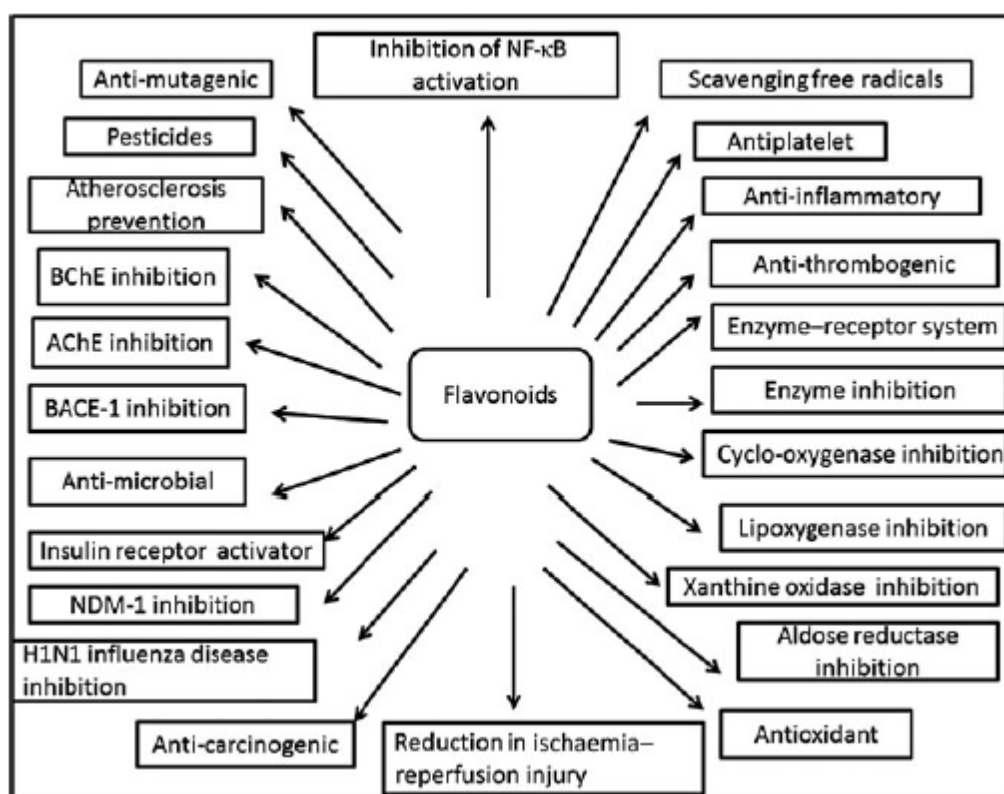 Inhibition of NF-κB
activation
Anti-mutagenic
Scavenging free radicals
Pesticides
Antiplatelet
Atherosclerosis
prevention
Anti-inflammatory
BChE inhibition
Anti-thrombogenic
AChE inhibition
Enzyme–receptor system
Flavonoids
BACE-1 inhibition
Enzyme inhibition
Anti-microbial
Cyclo-oxygenase inhibition
Insulin receptor activator
Lipoxygenase inhibition
NDM-1 inhibition
Xanthine oxidase inhibition
H1N1 influenza disease
inhibition
Aldose reductase
inhibition
Anti-carcinogenic
Reduction in ischaemia–
reperfusion injury
Antioxidant